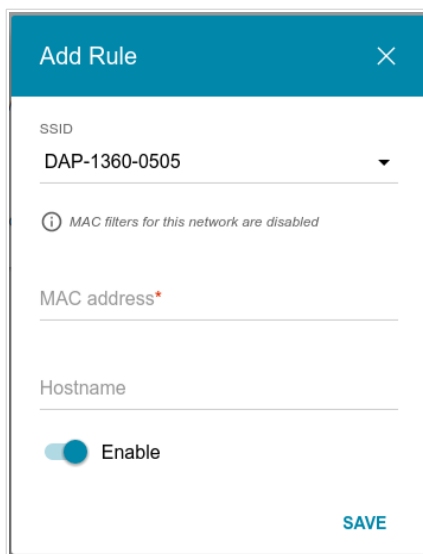 Add Rule
SSID
DAP-1360-0505
MAC filters for this network are disabled
MAC address*
Hostname
Enable
SAVE